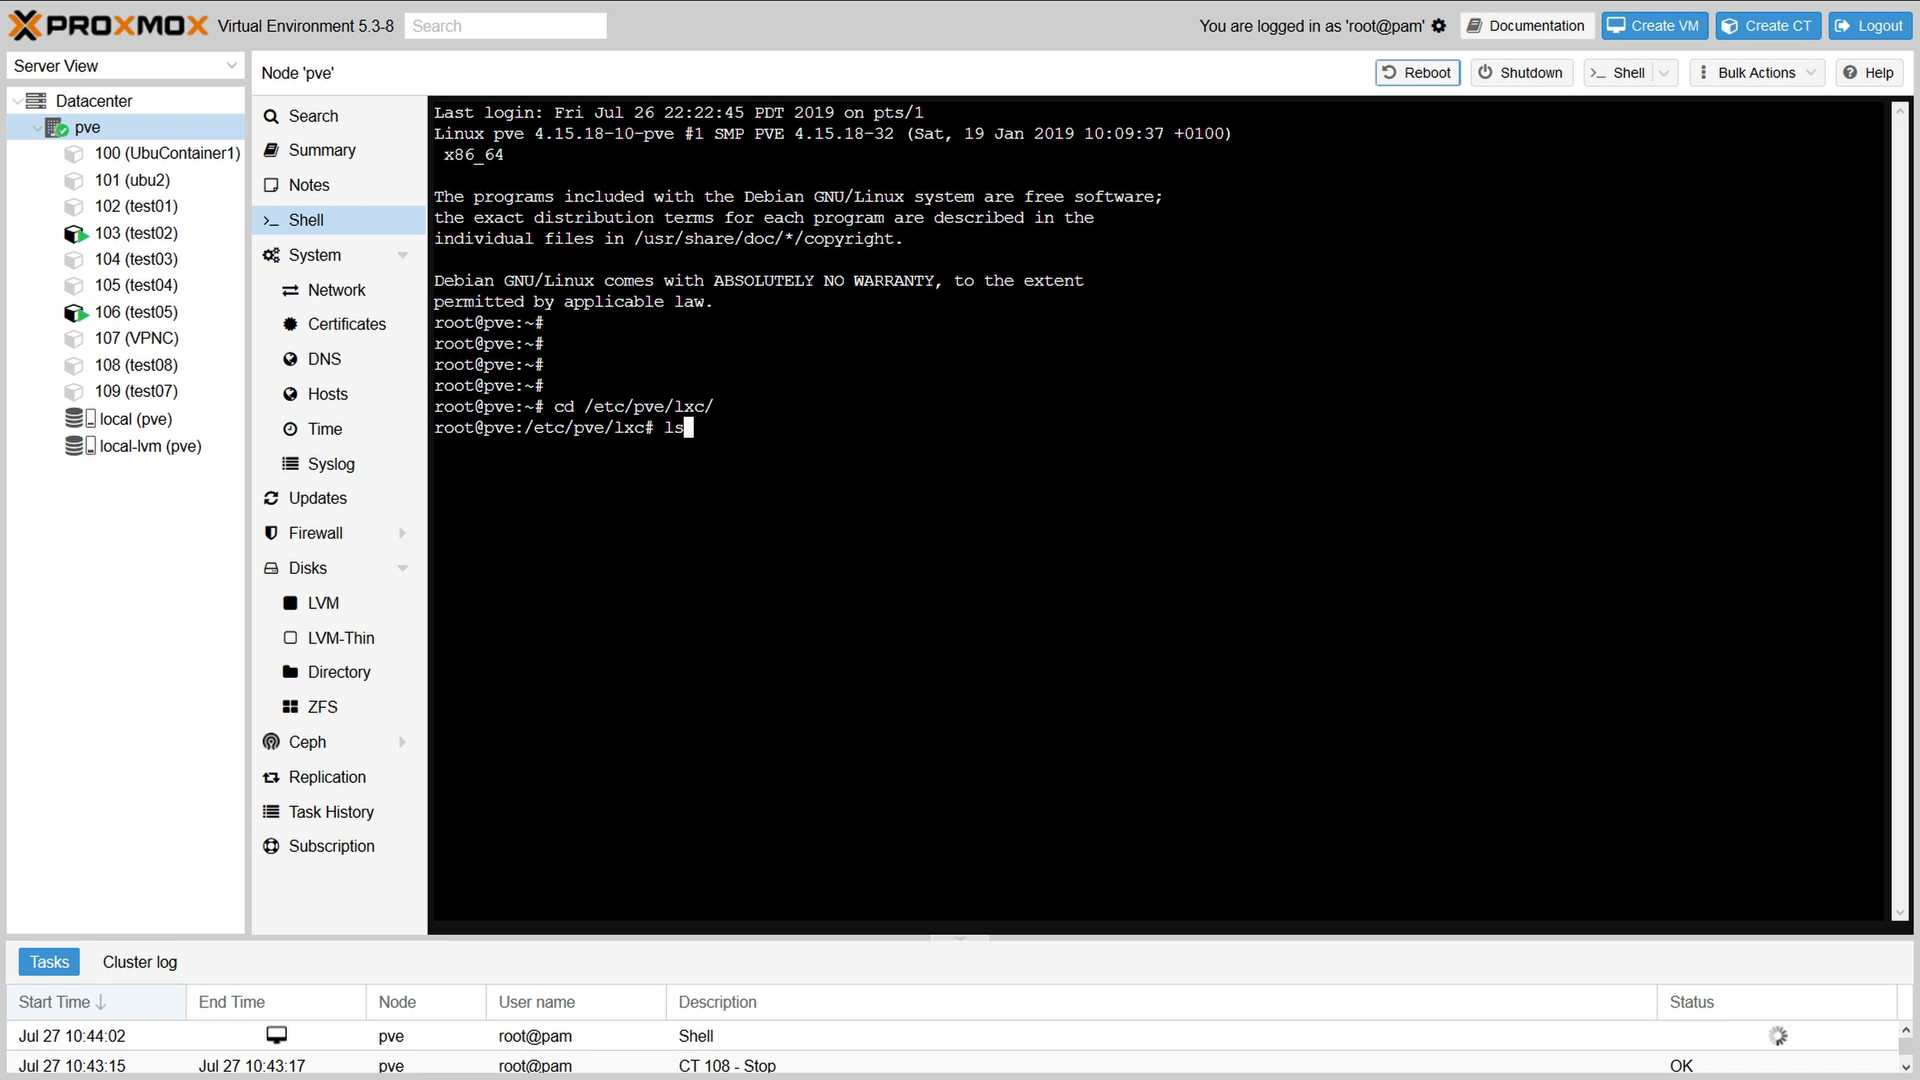 PROXMOX Virtual Environment 5.3-8 Search You are logged in as 'root@pam' Documentation Create VM Create CT Logout
Server View
Node 'pve' Reboot Shutdown >_ Shell Bulk Actions Help
Datacenter
pve
100 (UbuContainer1)
101 (ubu2)
102 (test01)
103 (test02)
104 (test03)
105 (test04)
106 (test05)
107 (VPNC)
108 (test08)
109 (test07)
local (pve)
local-lvm (pve)
Search
Summary
Notes
>_ Shell
System
Network
Certificates
DNS
Hosts
Time
Syslog
Updates
Firewall
Disks
LVM
LVM-Thin
Directory
ZFS
Ceph
Replication
Task History
Subscription
Last login: Fri Jul 26 22:22:45 PDT 2019 on pts/1
Linux pve 4.15.18-10-pve #1 SMP PVE 4.15.18-32 (Sat, 19 Jan 2019 10:09:37 +0100)
x86_64
The programs included with the Debian GNU/Linux system are free software;
the exact distribution terms for each program are described in the
individual files in /usr/share/doc/*/copyright.
Debian GNU/Linux comes with ABSOLUTELY NO WARRANTY, to the extent
permitted by applicable law.
root@pve:~#
root@pve:~#
root@pve:~#
root@pve:~#
root@pve:~# cd /etc/pve/lxc/
root@pve:/etc/pve/lxc# ls
Tasks Cluster log
Start Time End Time Node User name Description Status
Jul 27 10:44:02 pve root@pam Shell
Jul 27 10:43:15 Jul 27 10:43:17 pve root@pam CT 108 - Stop OK